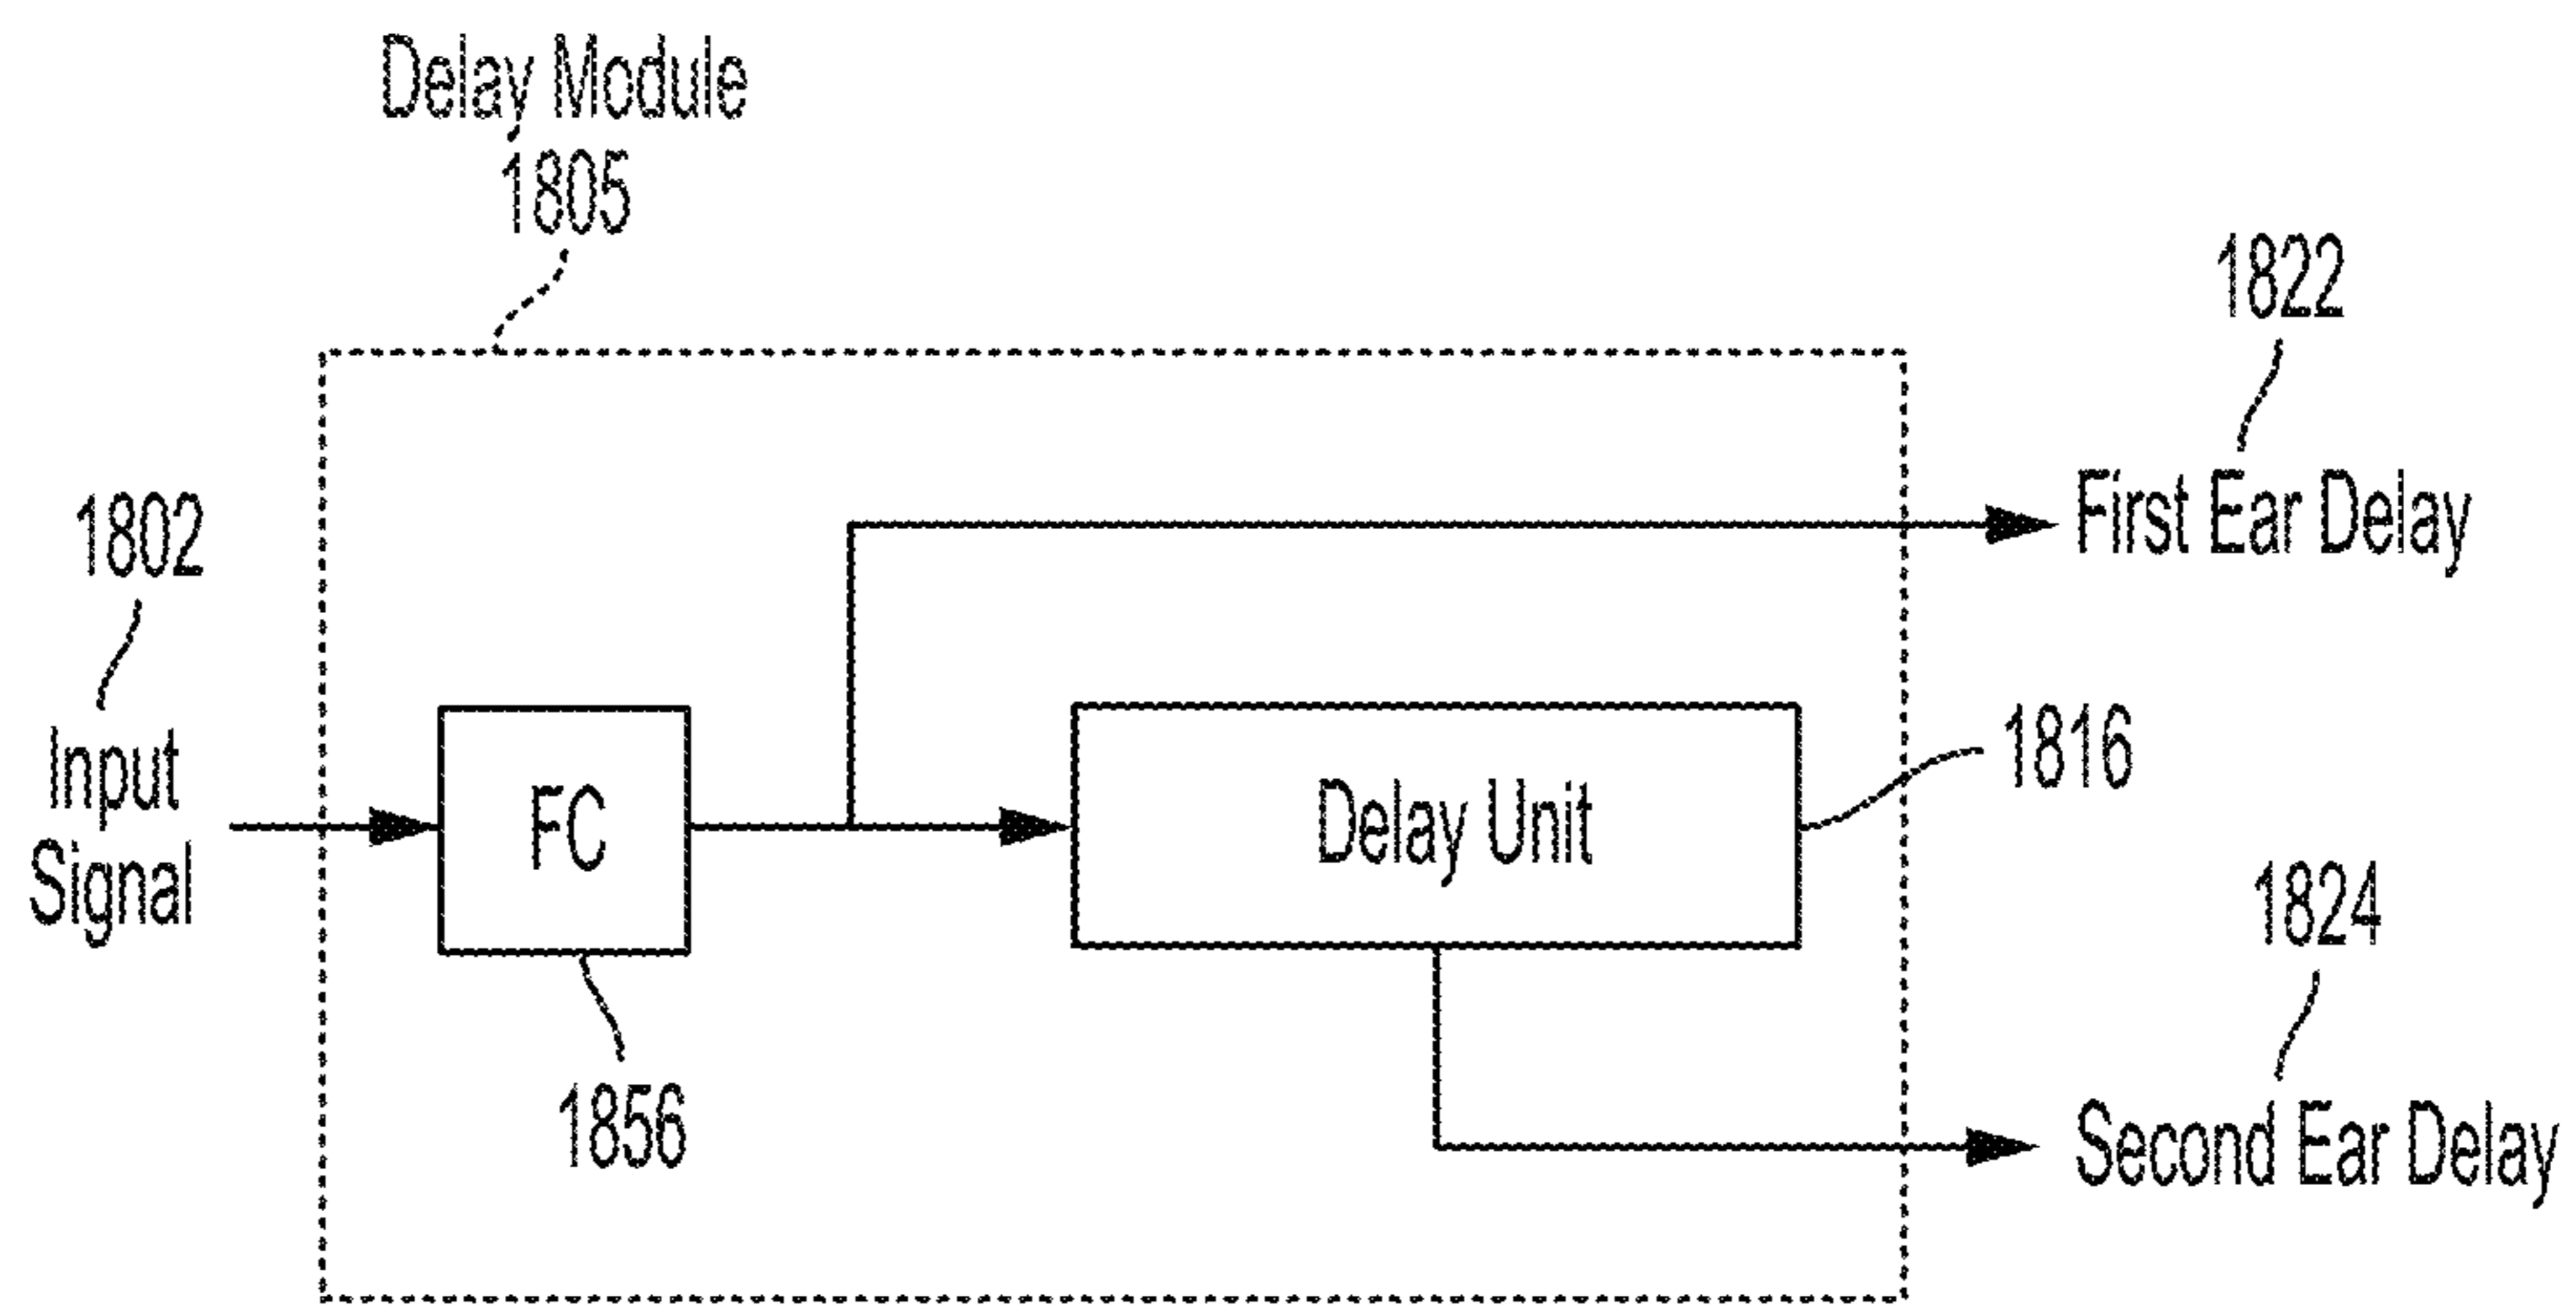 Delay Module
1805
1822
First Ear Delay
1802
Input
Signal
FC
Delay Unit
1816
1856
1824
Second Ear Delay